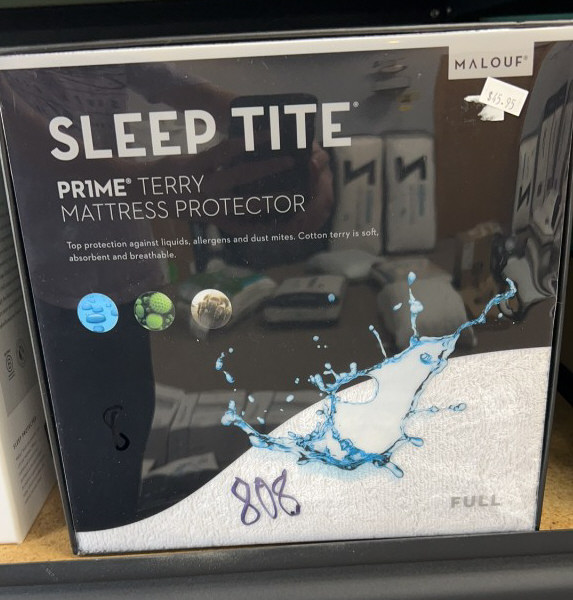 MALOUF®
$45.95
SLEEP TITE®
PR1ME® TERRY
MATTRESS PROTECTOR
Top protection against liquids, allergens and dust mites. Cotton terry is soft,
absorbent and breathable.
8
808
FULL